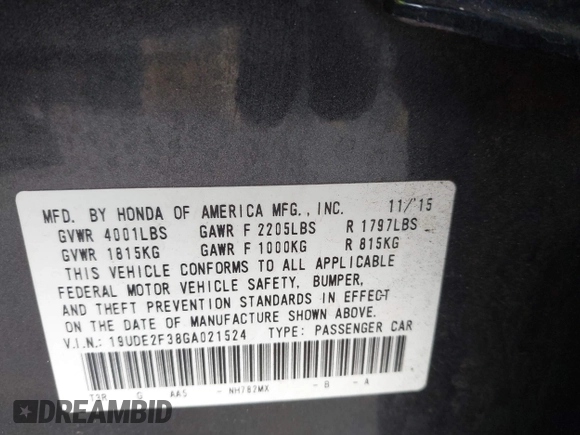 MFD. BY HONDA OF AMERICA MFG., INC. 11/'15
GVWR 4001LBS GAWR F 2205LBS R 1797LBS
GVWR 1815KG GAWR F 1000KG R 815KG
THIS VEHICLE CONFORMS TO ALL APPLICABLE
FEDERAL MOTOR VEHICLE SAFETY, BUMPER,
AND THEFT PREVENTION STANDARDS IN EFFECT
ON THE DATE OF MANUFACTURE SHOWN ABOVE.
V.I.N.: 19UDE2F38GA021524 TYPE: PASSENGER CAR
T3R G AA5 - NH782MX - B - A
DREAMBID